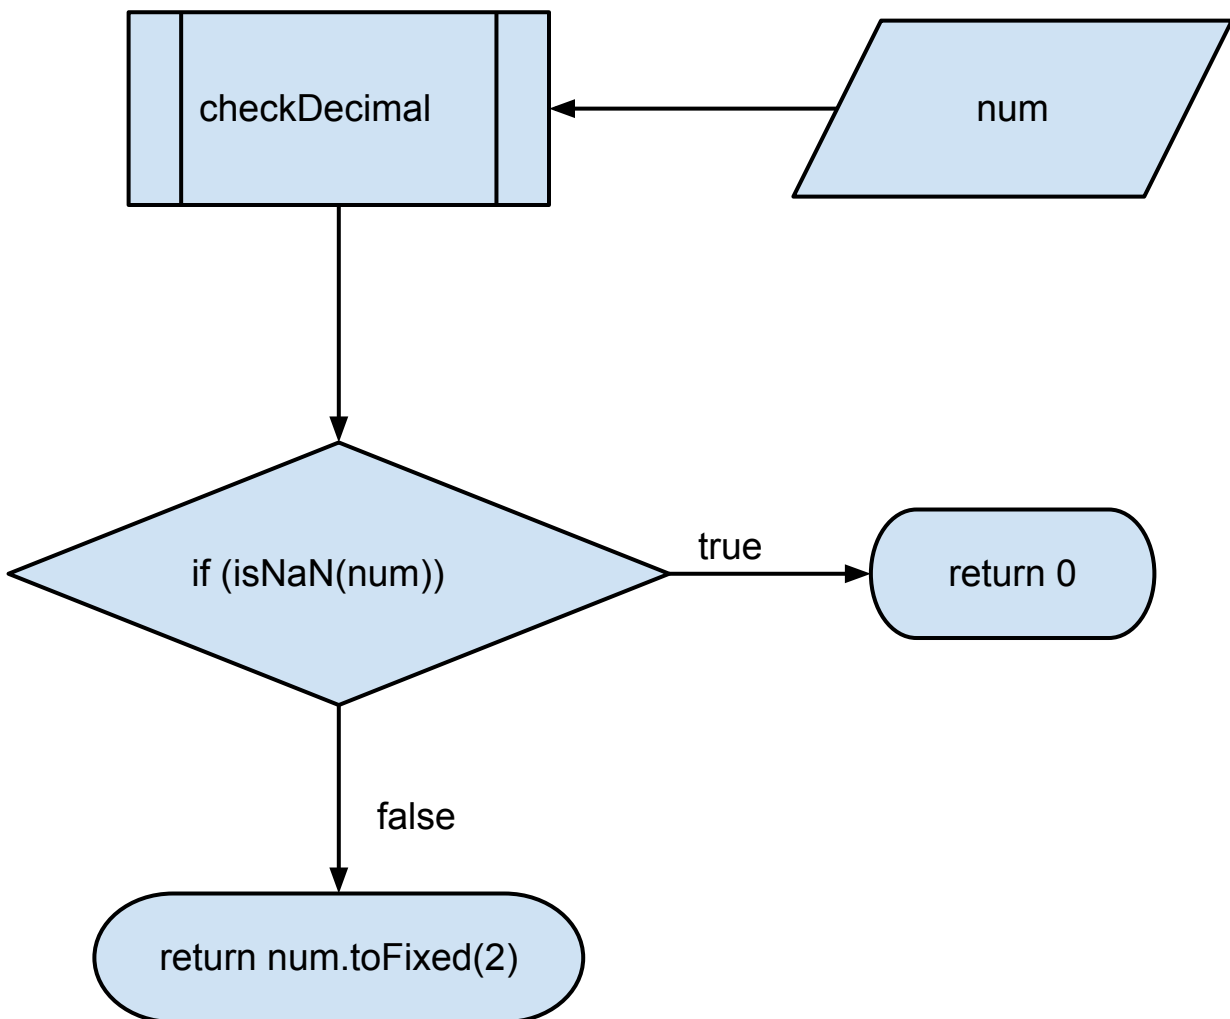 checkDecimal
num
if (isNaN(num))
true
return 0
false
return num.toFixed(2)